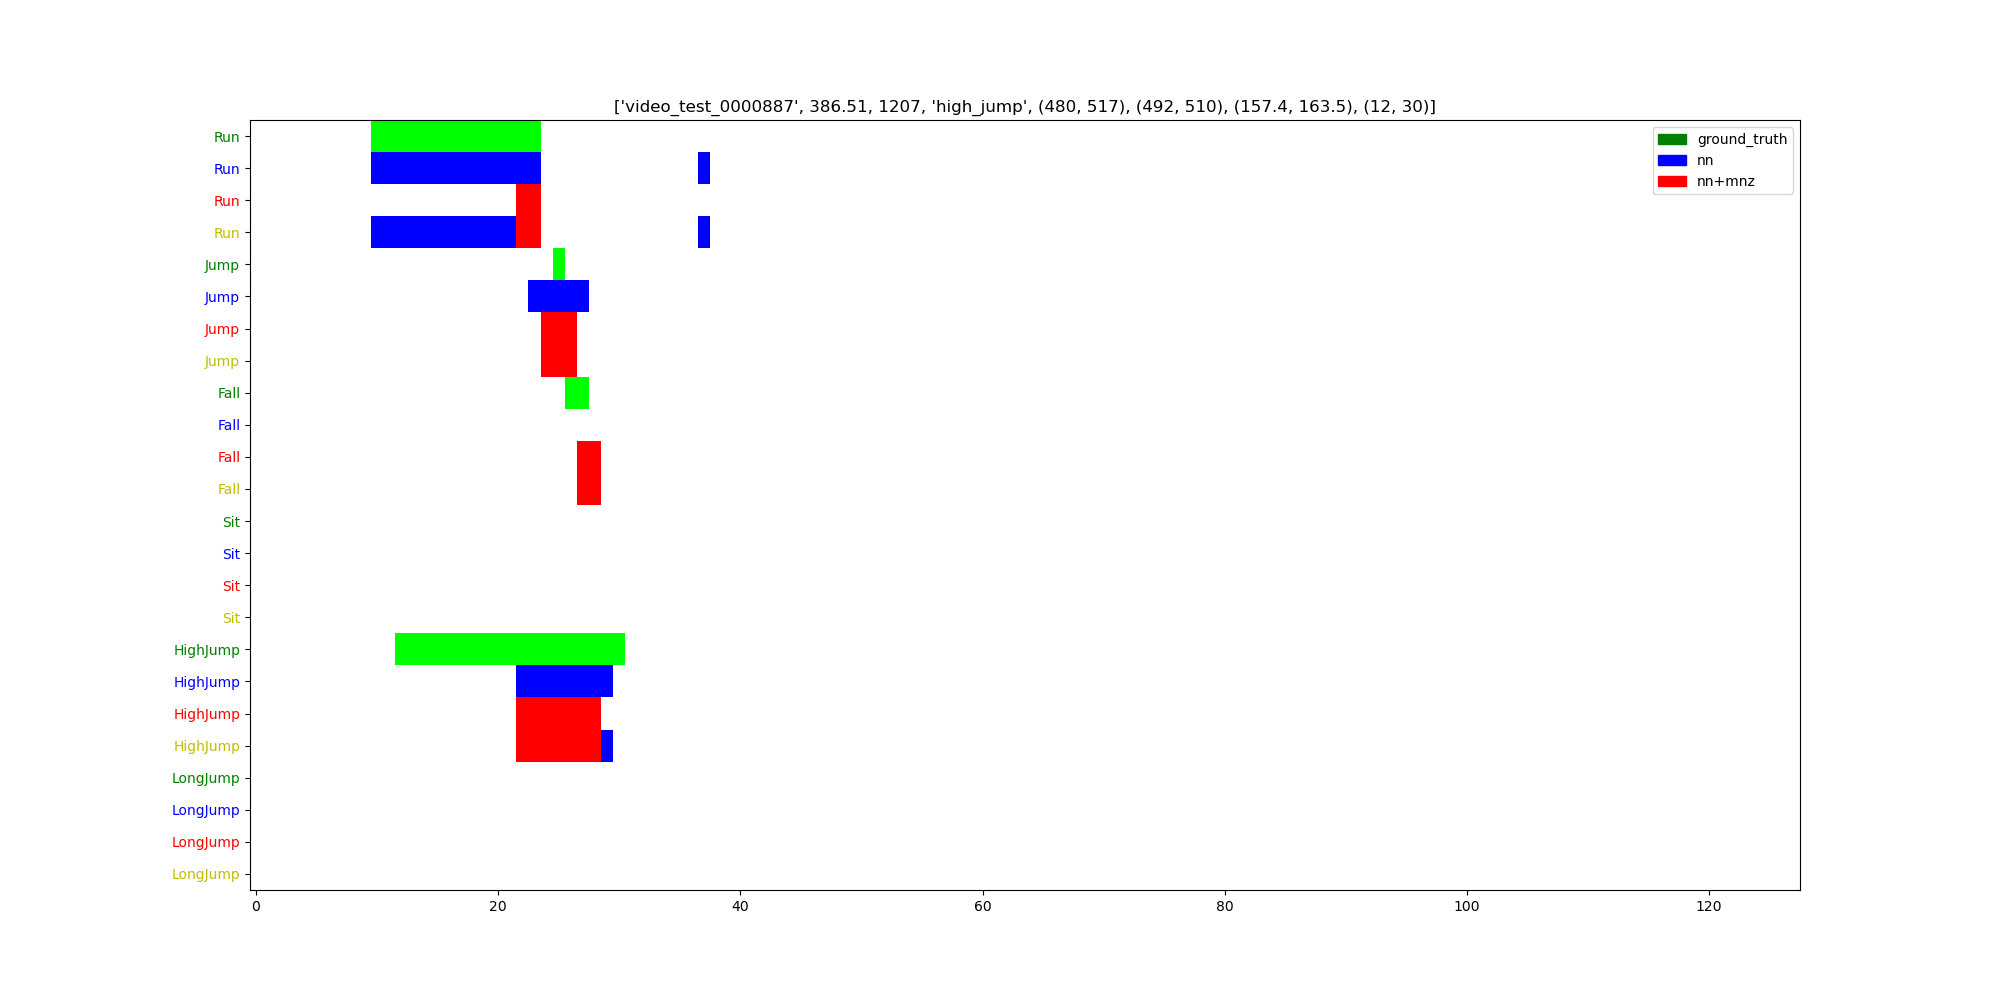 ['video_test_0000887', 386.51, 1207, 'high_jump', (480, 517), (492, 510), (157.4, 163.5), (12, 30)]
ground_truth
nn
nn+mnz
Run
Run
Run
Run
Jump
Jump
Jump
Jump
Fall
Fall
Fall
Fall
Sit
Sit
Sit
Sit
HighJump
HighJump
HighJump
HighJump
LongJump
LongJump
LongJump
LongJump
0 20 40 60 80 100 120